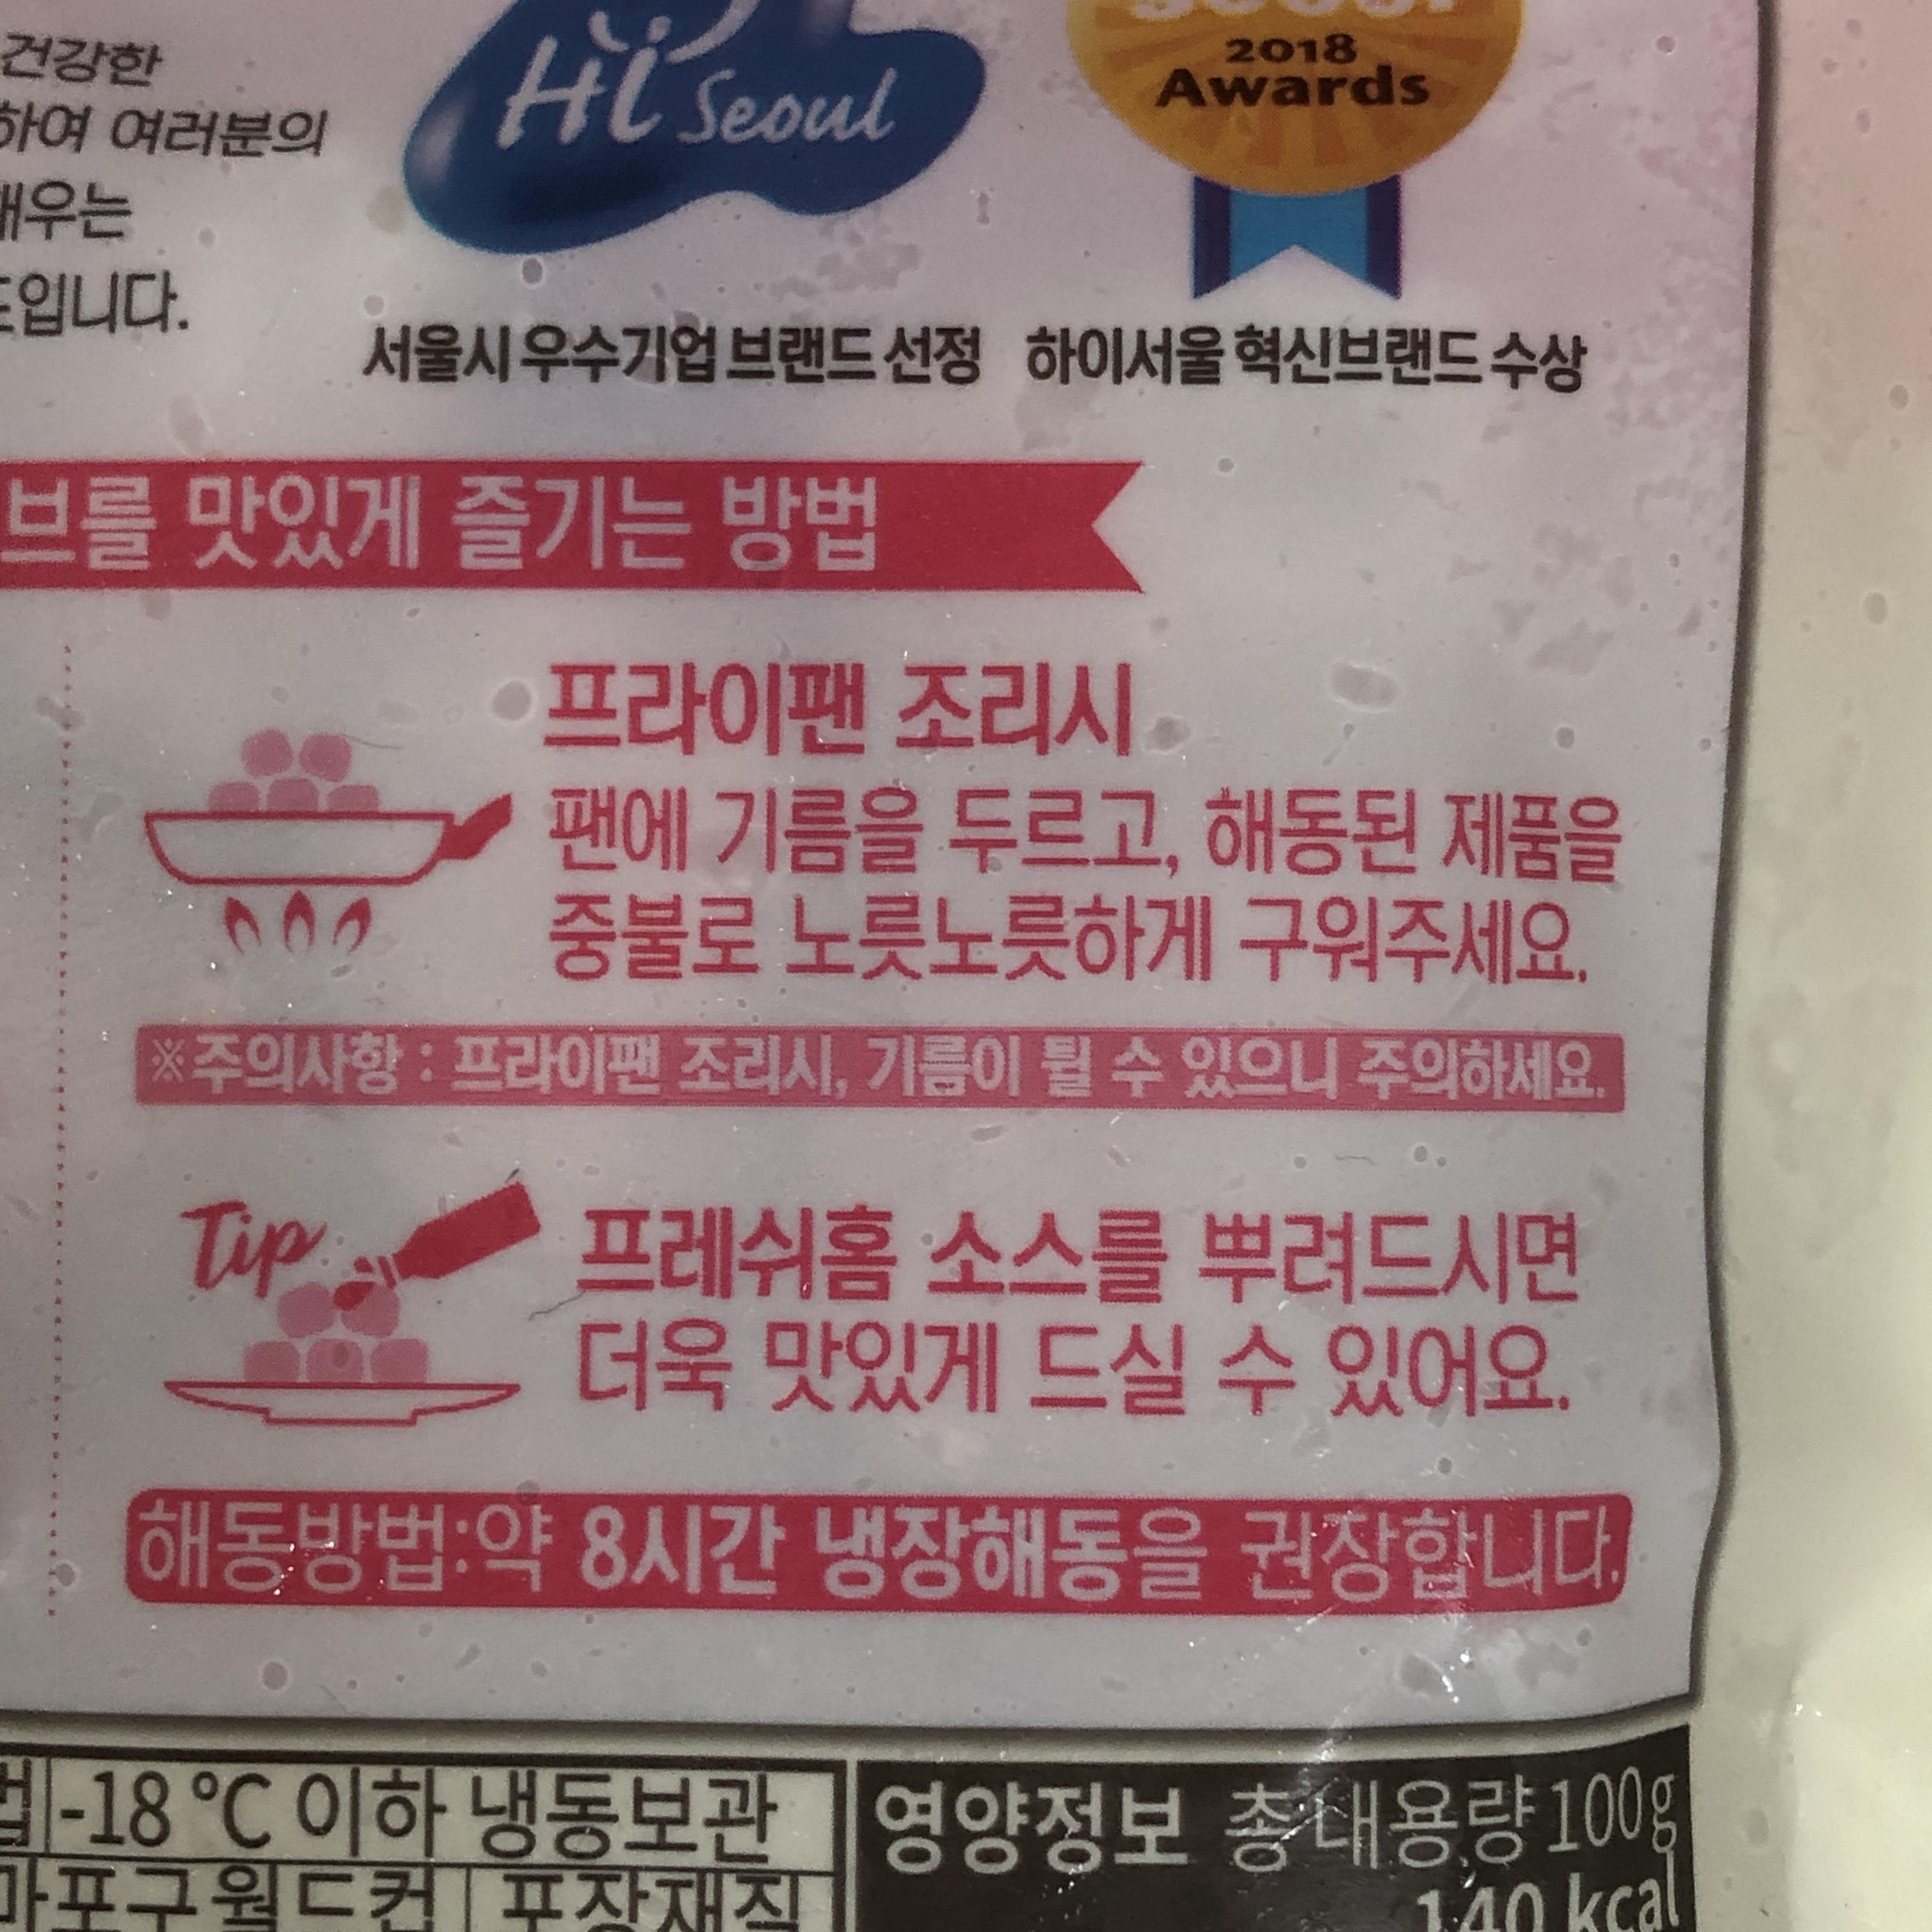 건강한
하여 여러분의
입니다.
Hi Seoul
2018
Awards
서울시 우수기업 브랜드 선정
하이서울 혁신브랜드 수상
브를 맛있게 즐기는 방법
프라이팬 조리시
팬에 기름을 두르고, 해동된 제품을
중불로 노릇노릇하게 구워주세요.
※주의사항 : 프라이팬 조리시, 기름이 튈 수 있으니 주의하세요.
Tip
프레쉬홈 소스를 뿌려드시면
더욱 맛있게 드실 수 있어요.
해동방법:약 8시간 냉장해동을 권장합니다.
-18 °C 이하 냉동보관
마포구 월드컵
포장재질
영양정보 총 내용량 100g
140 kcal